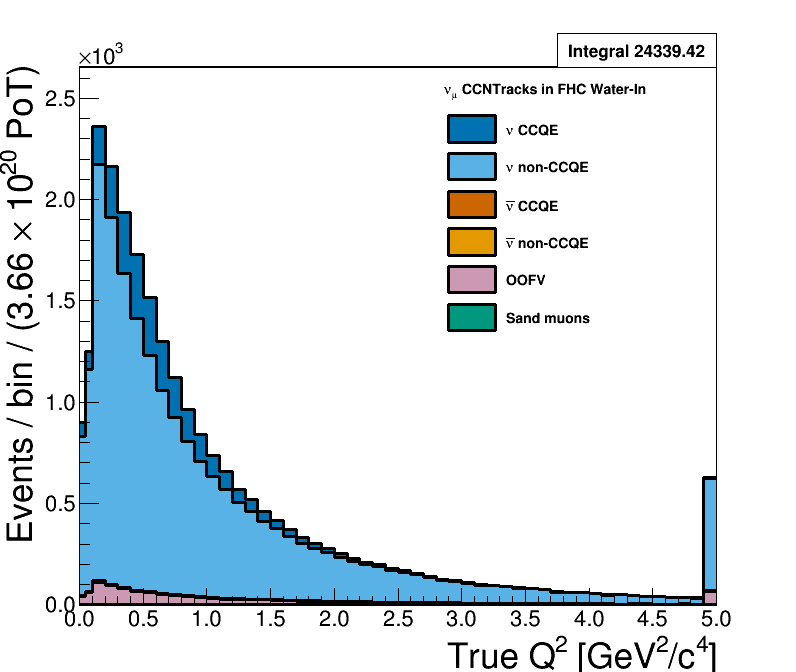 Integral 24339.42
×10³
ν_μ CCNTracks in FHC Water-In
ν CCQE
ν non-CCQE
ν̅ CCQE
ν̅ non-CCQE
OOFV
Sand muons
Events / bin / (3.66 × 10²⁰ PoT)
2.5
2.0
1.5
1.0
0.5
0.0
0.0 0.5 1.0 1.5 2.0 2.5 3.0 3.5 4.0 4.5 5.0
True Q² [GeV²/c⁴]